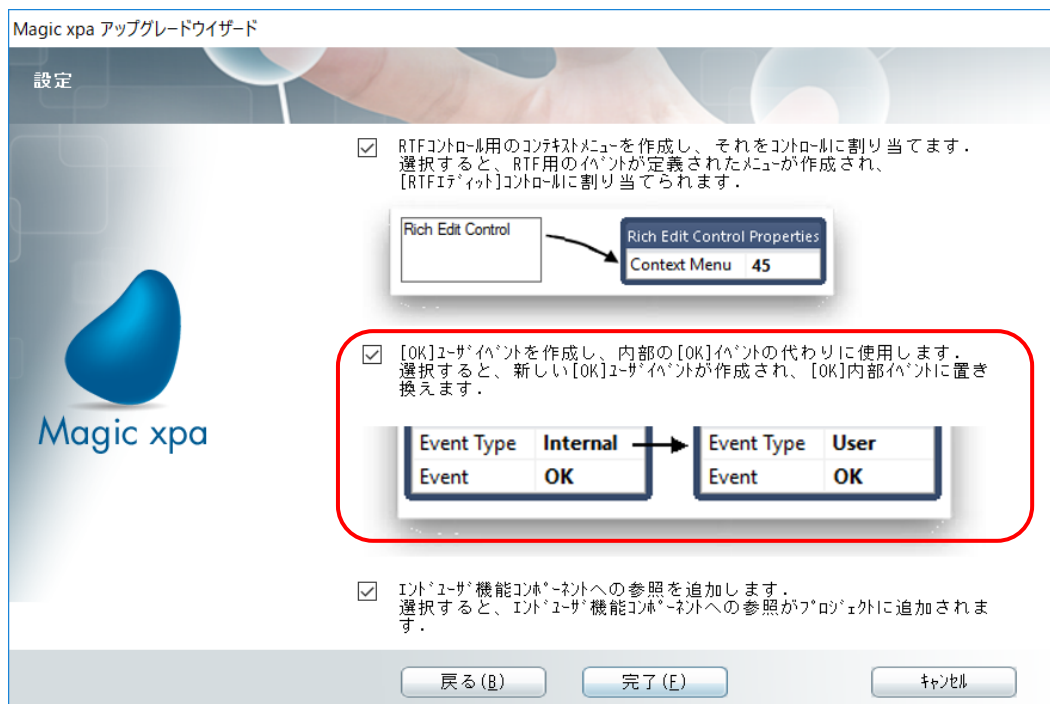 Magic xpa アップグレードウイザード
設定
RTFｺﾝﾄﾛｰﾙ用のｺﾝﾃｷｽﾄﾒﾆｭｰを作成し、それをｺﾝﾄﾛｰﾙに割り当てます．
選択すると、RTF用のｲﾍﾞﾝﾄが定義されたﾒﾆｭｰが作成され、
[RTFｴﾃﾞｨｯﾄ]ｺﾝﾄﾛｰﾙに割り当てられます．
Rich Edit Control
Rich Edit Control Properties
Context Menu 45
[OK]ﾕｰｻﾞｲﾍﾞﾝﾄを作成し、内部の[OK]ｲﾍﾞﾝﾄの代わりに使用します．
選択すると、新しい[OK]ﾕｰｻﾞｲﾍﾞﾝﾄが作成され、[OK]内部ｲﾍﾞﾝﾄに置き
換えます．
Event Type Internal
Event OK
Event Type User
Event OK
Magic xpa
ｴﾝﾄﾞﾕｰｻﾞ機能ｺﾝﾎﾟｰﾈﾝﾄへの参照を追加します．
選択すると、ｴﾝﾄﾞﾕｰｻﾞ機能ｺﾝﾎﾟｰﾈﾝﾄへの参照がﾌﾟﾛｼﾞｪｸﾄに追加されま
す．
戻る(B)
完了(F)
ｷｬﾝｾﾙ